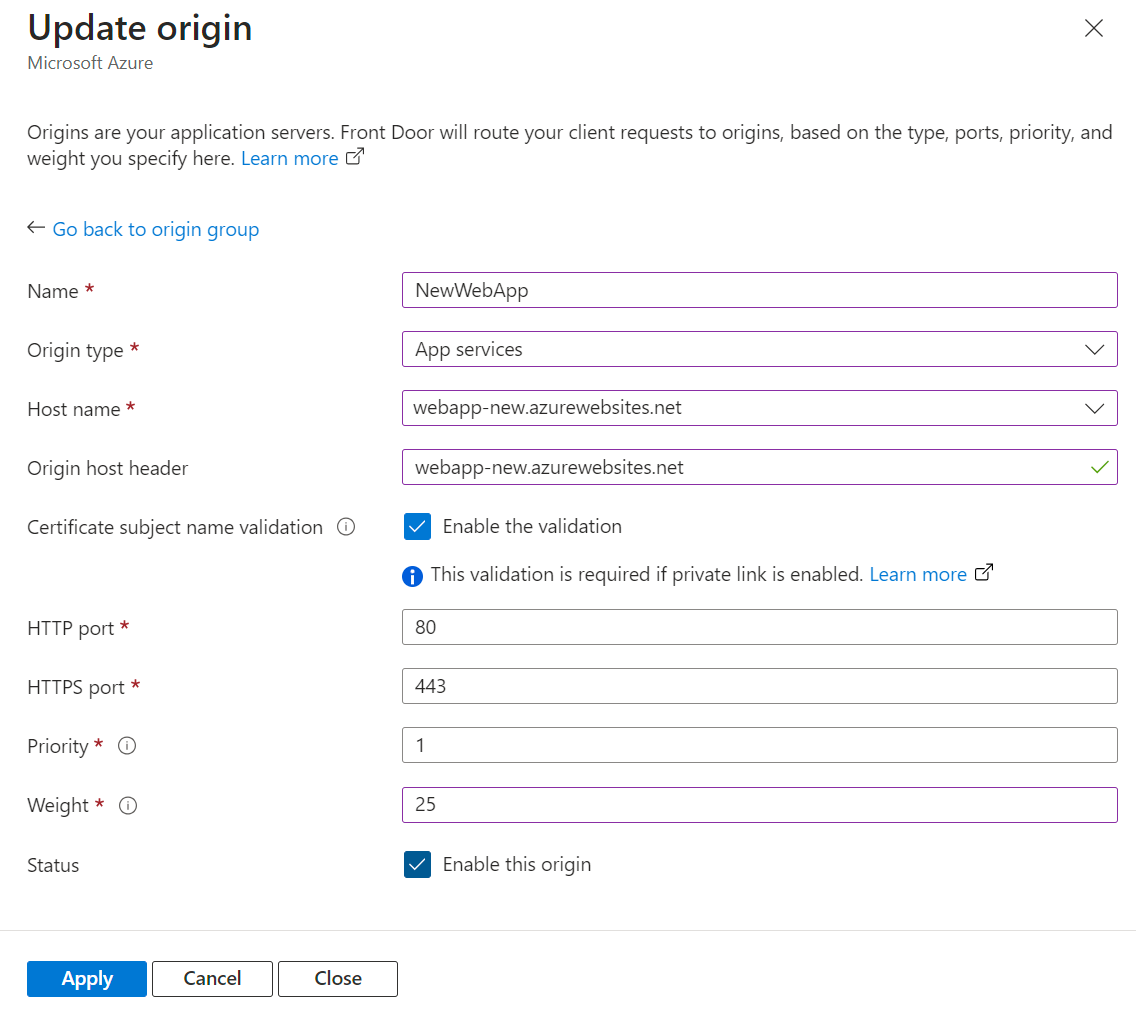 Update origin
Microsoft Azure
Origins are your application servers. Front Door will route your client requests to origins, based on the type, ports, priority, and
weight you specify here. Learn more
Go back to origin group
Name * NewWebApp
Origin type * App services
Host name * webapp-new.azurewebsites.net
Origin host header webapp-new.azurewebsites.net
Certificate subject name validation Enable the validation
This validation is required if private link is enabled. Learn more
HTTP port * 80
HTTPS port * 443
Priority * 1
Weight * 25
Status Enable this origin
Apply Cancel Close